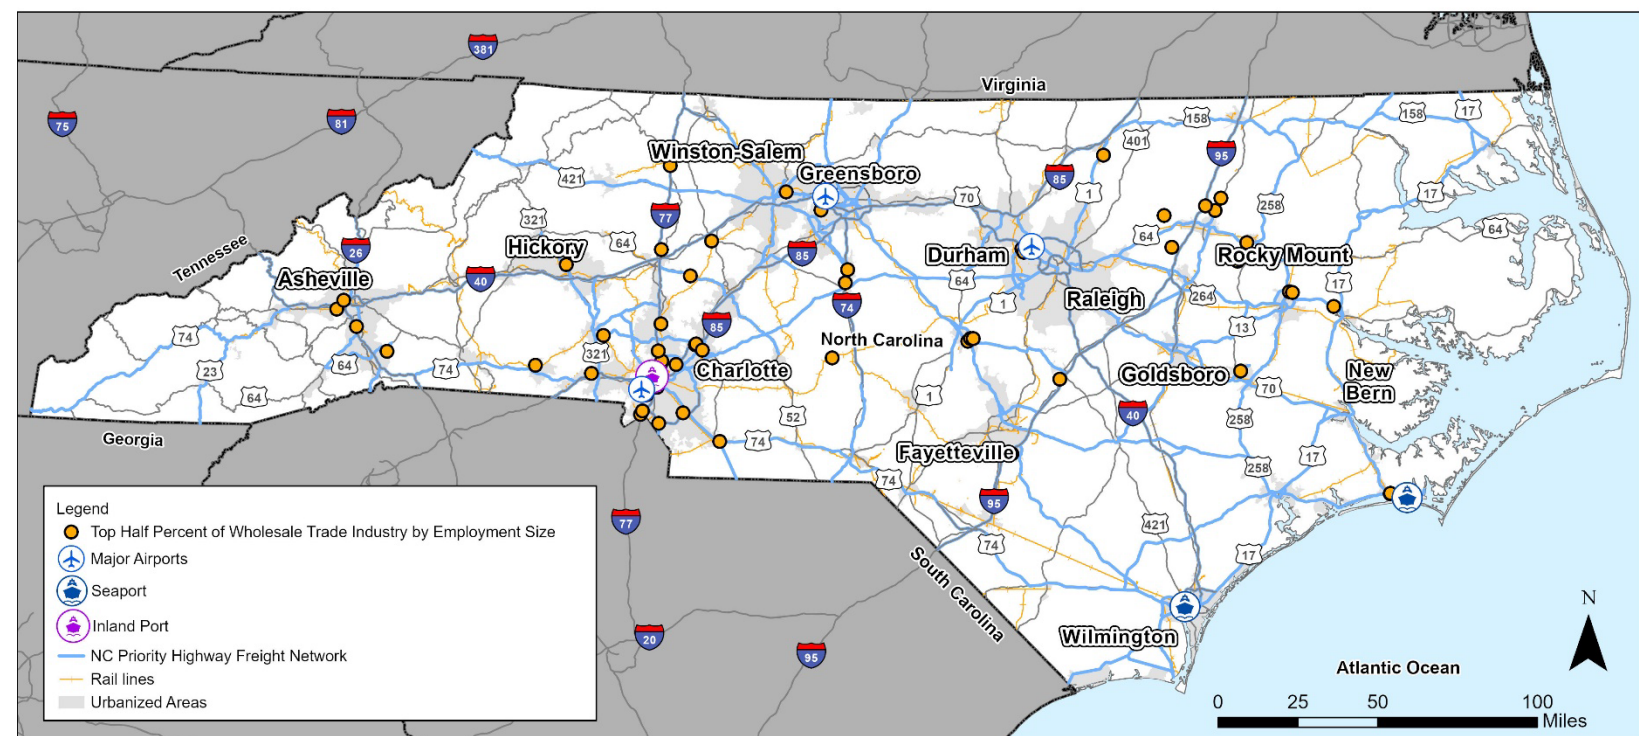 381
Virginia
75
81
158
158
17
401
95
Winston-Salem
Greensboro
421
85
70
1
17
258
321
77
64
64
Tennessee
26
Hickory
85
Durham
64
Rocky Mount
Asheville
40
64
17
264
Raleigh
1
74
85
13
74
North Carolina
321
Charlotte
Goldsboro
New
Bern
23
64
74
70
64
1
40
52
258
Georgia
74
Fayetteville
17
258
74
95
Legend
Top Half Percent of Wholesale Trade Industry by Employment Size
Major Airports
Seaport
Inland Port
NC Priority Highway Freight Network
Rail lines
Urbanized Areas
77
421
74
17
South Carolina
20
95
Wilmington
N
Atlantic Ocean
0 25 50 100
Miles